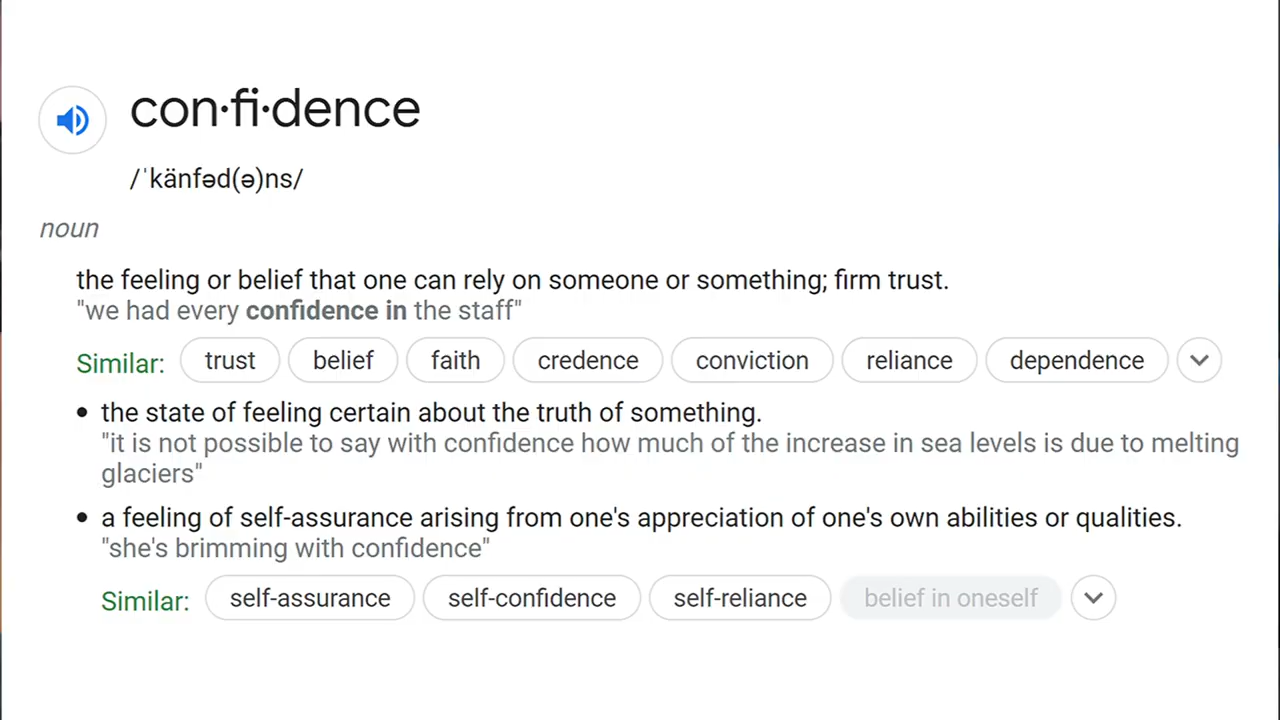 con·fi·dence
/ˈkänfəd(ə)ns/
noun
the feeling or belief that one can rely on someone or something; firm trust.
"we had every confidence in the staff"
Similar: trust belief faith credence conviction reliance dependence
• the state of feeling certain about the truth of something.
"it is not possible to say with confidence how much of the increase in sea levels is due to melting
glaciers"
• a feeling of self-assurance arising from one's appreciation of one's own abilities or qualities.
"she's brimming with confidence"
Similar: self-assurance self-confidence self-reliance belief in oneself